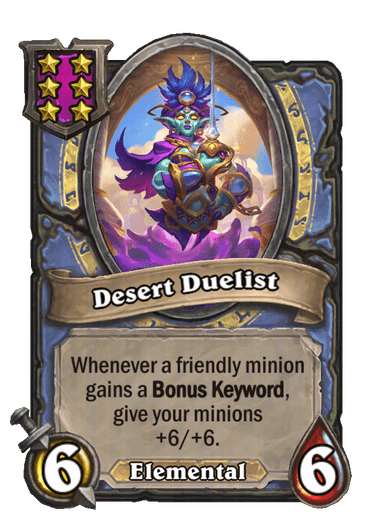 Desert Duelist
Whenever a friendly minion
gains a Bonus Keyword,
give your minions
+6/+6.
6
Elemental
6